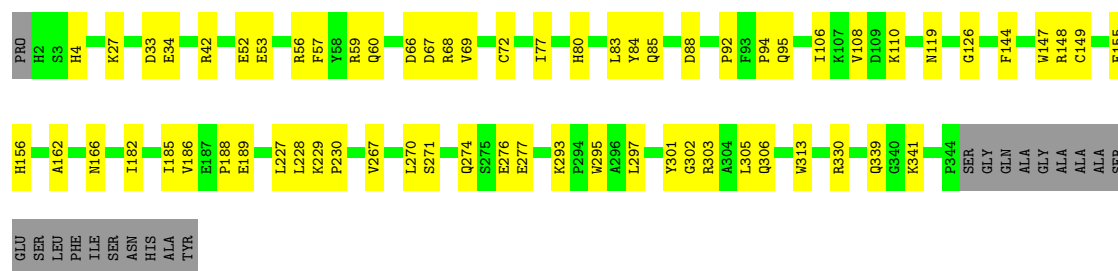 PRO H2 S3 H4 K27 D33 E34 R42 E52 E53 R56 F57 Y58 R59 Q60 D66 D67 R68 V69 C72 I77 H80 L83 Y84 Q85 D88 P92 F93 P94 Q95 I106 K107 V108 D109 K110 N119 G126 F144 W147 R148 C149
H156 A162 N166 I182 I185 V186 E187 P188 E189 L227 L228 K229 P230 V267 L270 S271 Q274 S275 E276 E277 K293 P294 W295 A296 L297 Y301 G302 R303 A304 L305 Q306 W313 R330 Q339 G340 K341 P344 SER GLY GLN ALA GLY ALA ALA ALA SER
GLU SER LEU PHE ILE SER ASN HIS ALA TYR